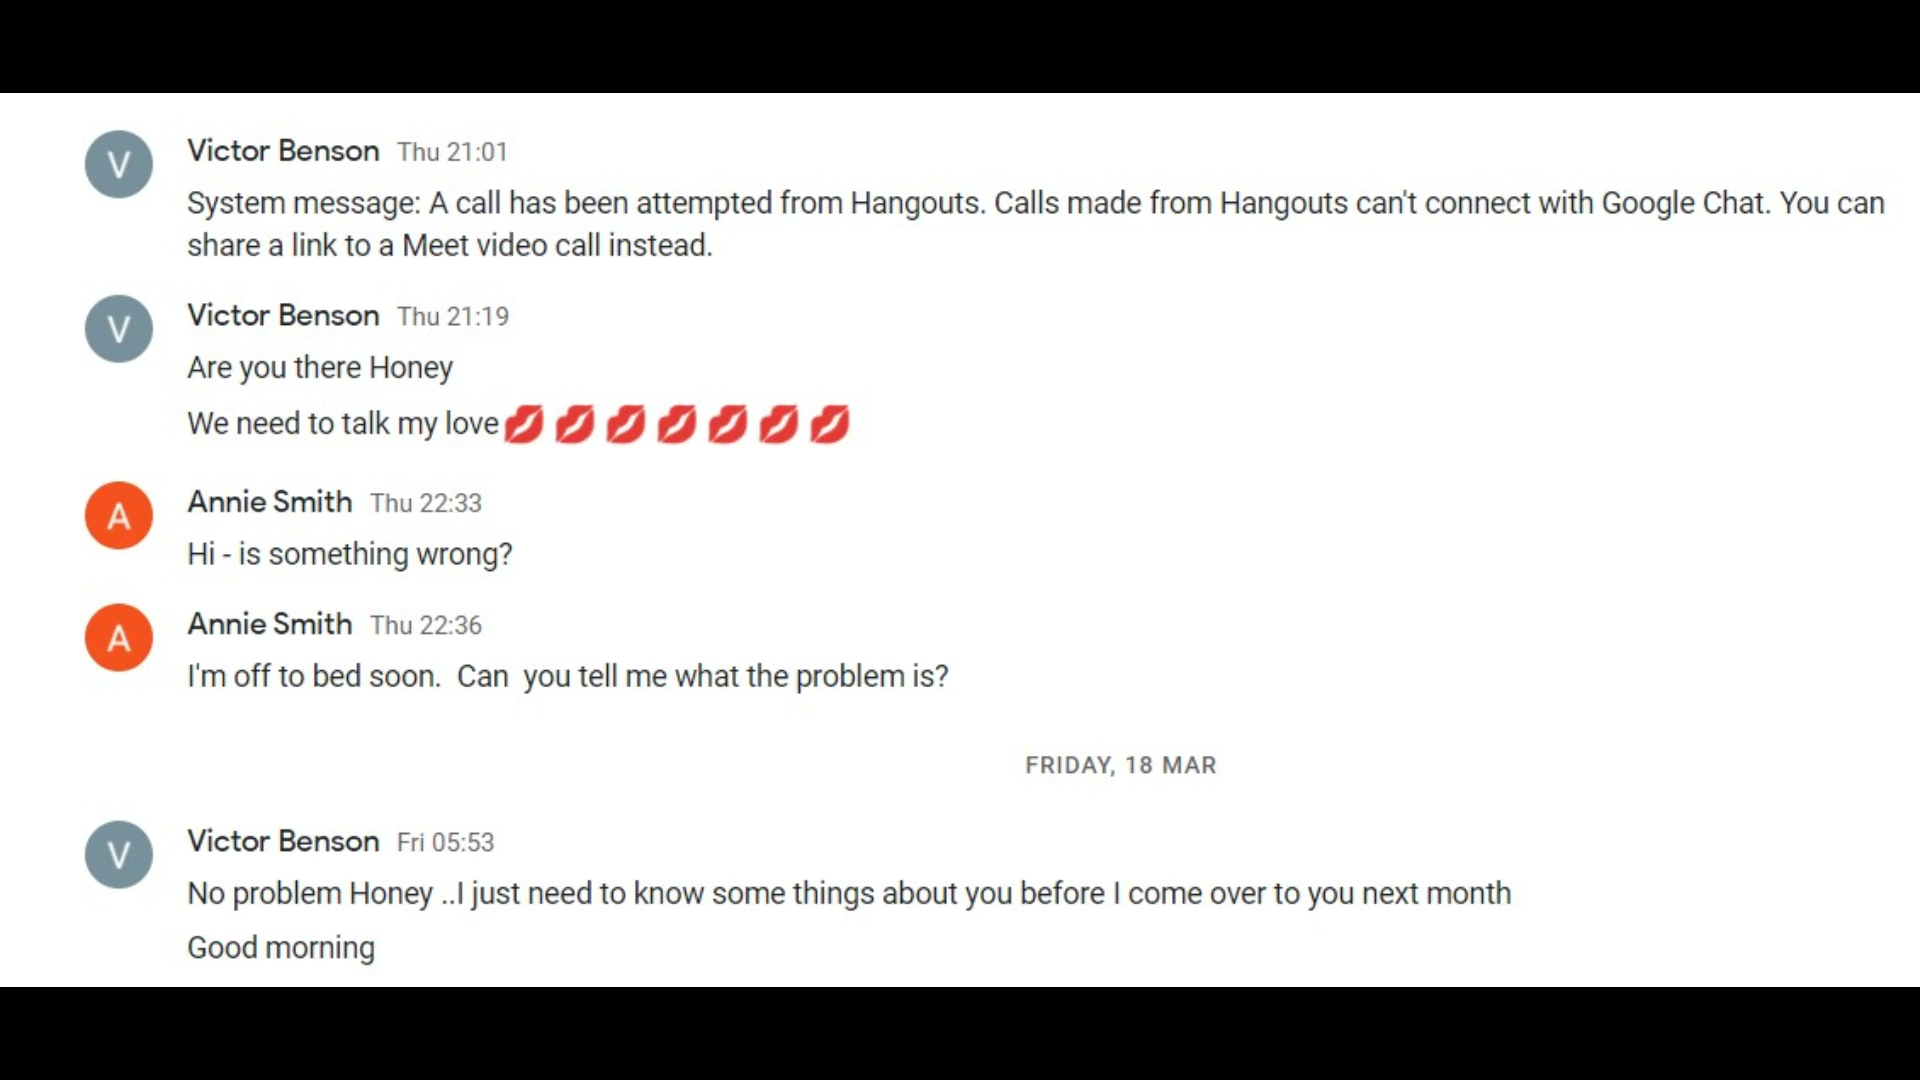 V
Victor Benson Thu 21:01
System message: A call has been attempted from Hangouts. Calls made from Hangouts can't connect with Google Chat. You can
share a link to a Meet video call instead.
V
Victor Benson Thu 21:19
Are you there Honey
We need to talk my love💋💋💋💋💋💋💋
A
Annie Smith Thu 22:33
Hi - is something wrong?
A
Annie Smith Thu 22:36
I'm off to bed soon.  Can  you tell me what the problem is?
FRIDAY, 18 MAR
V
Victor Benson Fri 05:53
No problem Honey ..I just need to know some things about you before I come over to you next month
Good morning